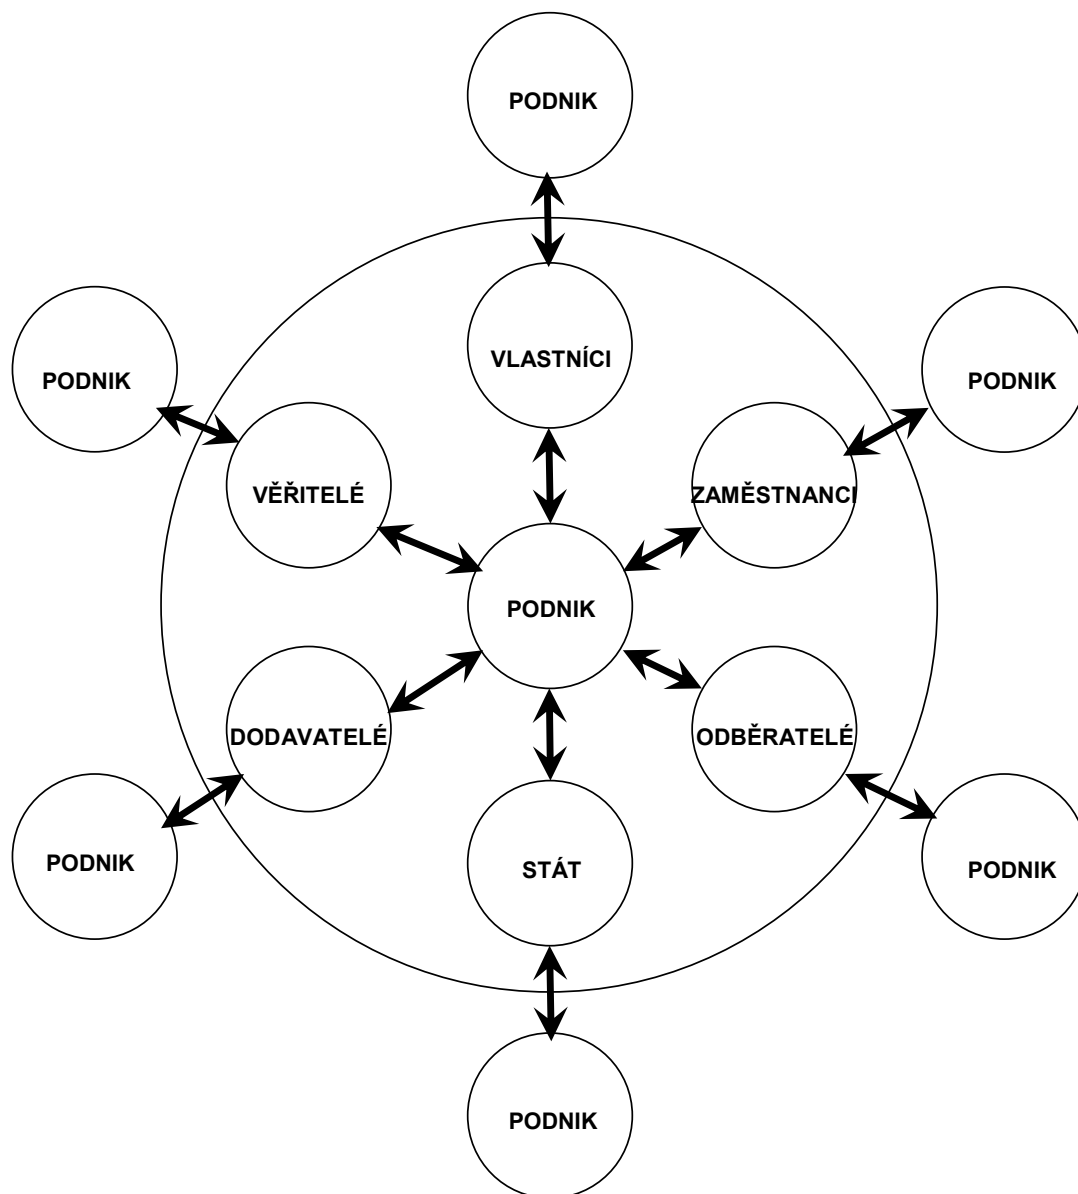 PODNIK
VLASTNÍCI
PODNIK
PODNIK
VĚŘITELÉ
ZAMĚSTNANCI
PODNIK
DODAVATELÉ
ODBĚRATELÉ
PODNIK
STÁT
PODNIK
PODNIK